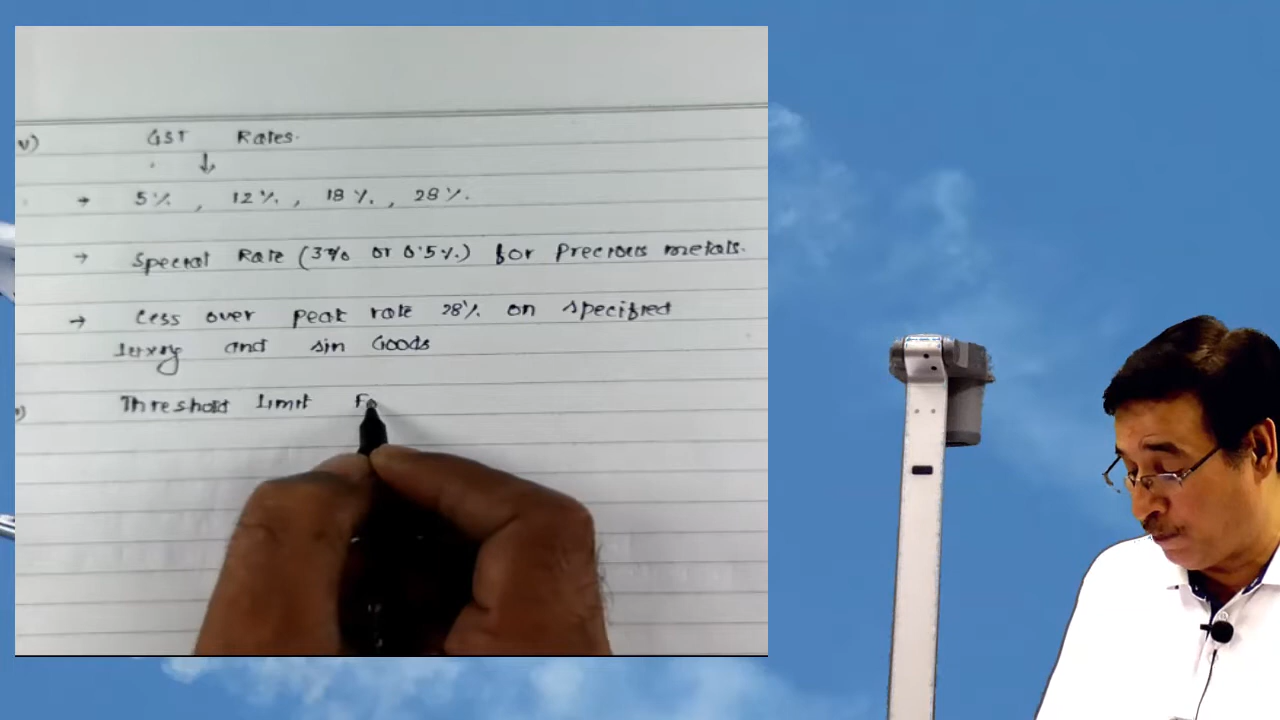 v) GST Rates.
→ 5%, 12%, 18%, 28%.
→ Special Rate (3% or 0.5%) for Precious metals.
→ Cess over peak rate 28% on specified
luxury and sin Goods
Threshold Limit Fo